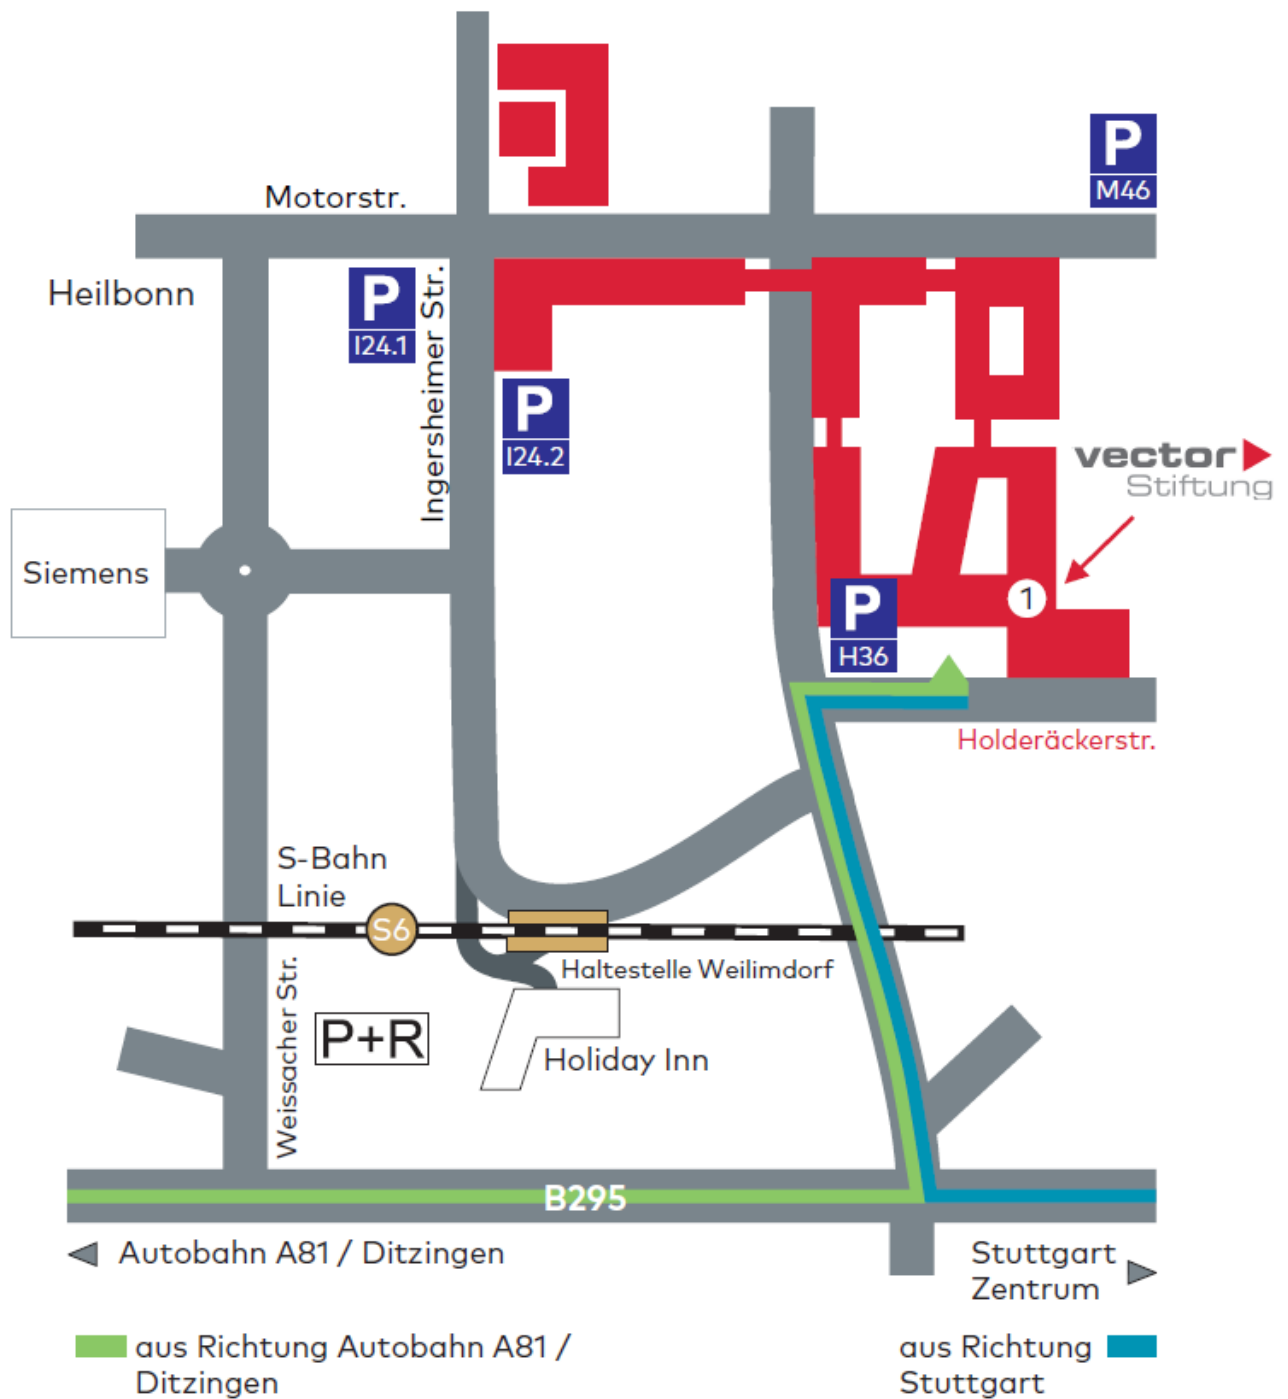 P
M46
Motorstr.
Heilbonn
P
I24.1
Ingersheimer Str.
P
I24.2
vector
Stiftung
Siemens
P
H36
1
Holderäckerstr.
S-Bahn
Linie
S6
Haltestelle Weilimdorf
Weissacher Str.
P+R
Holiday Inn
B295
Autobahn A81 / Ditzingen
Stuttgart
Zentrum
aus Richtung Autobahn A81 /
Ditzingen
aus Richtung
Stuttgart